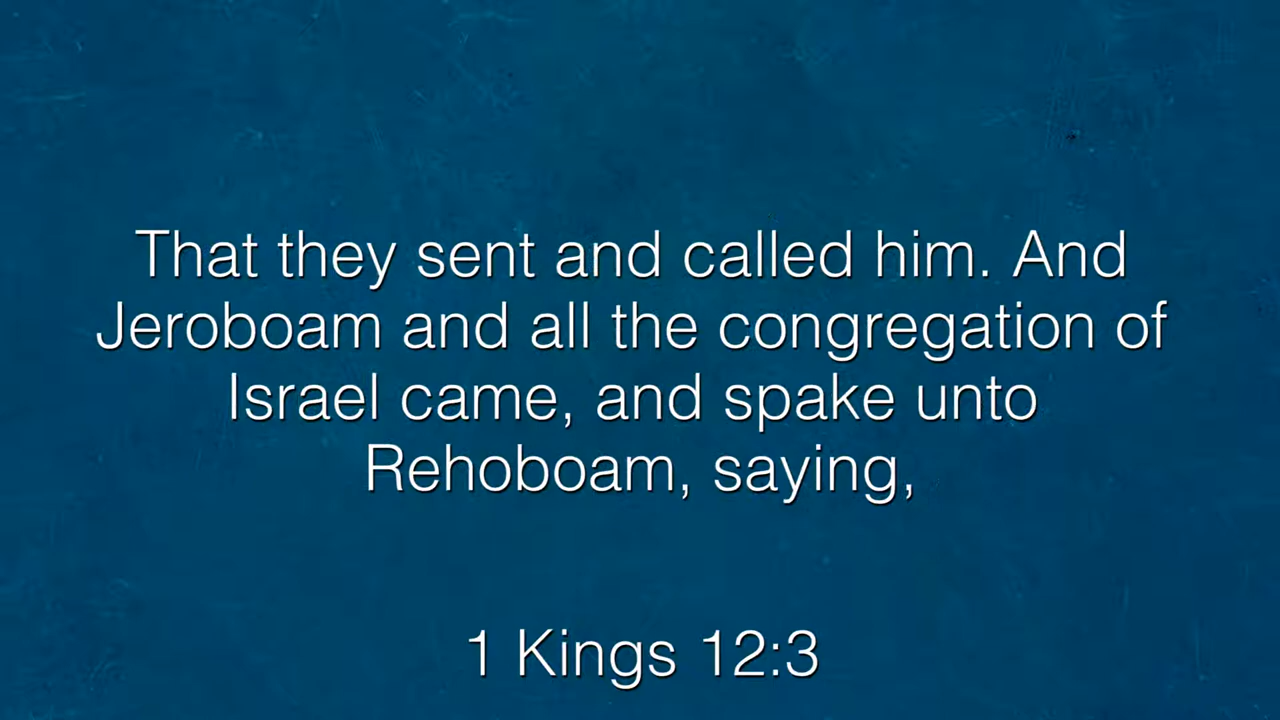 That they sent and called him. And
Jeroboam and all the congregation of
Israel came, and spake unto
Rehoboam, saying,
1 Kings 12:3